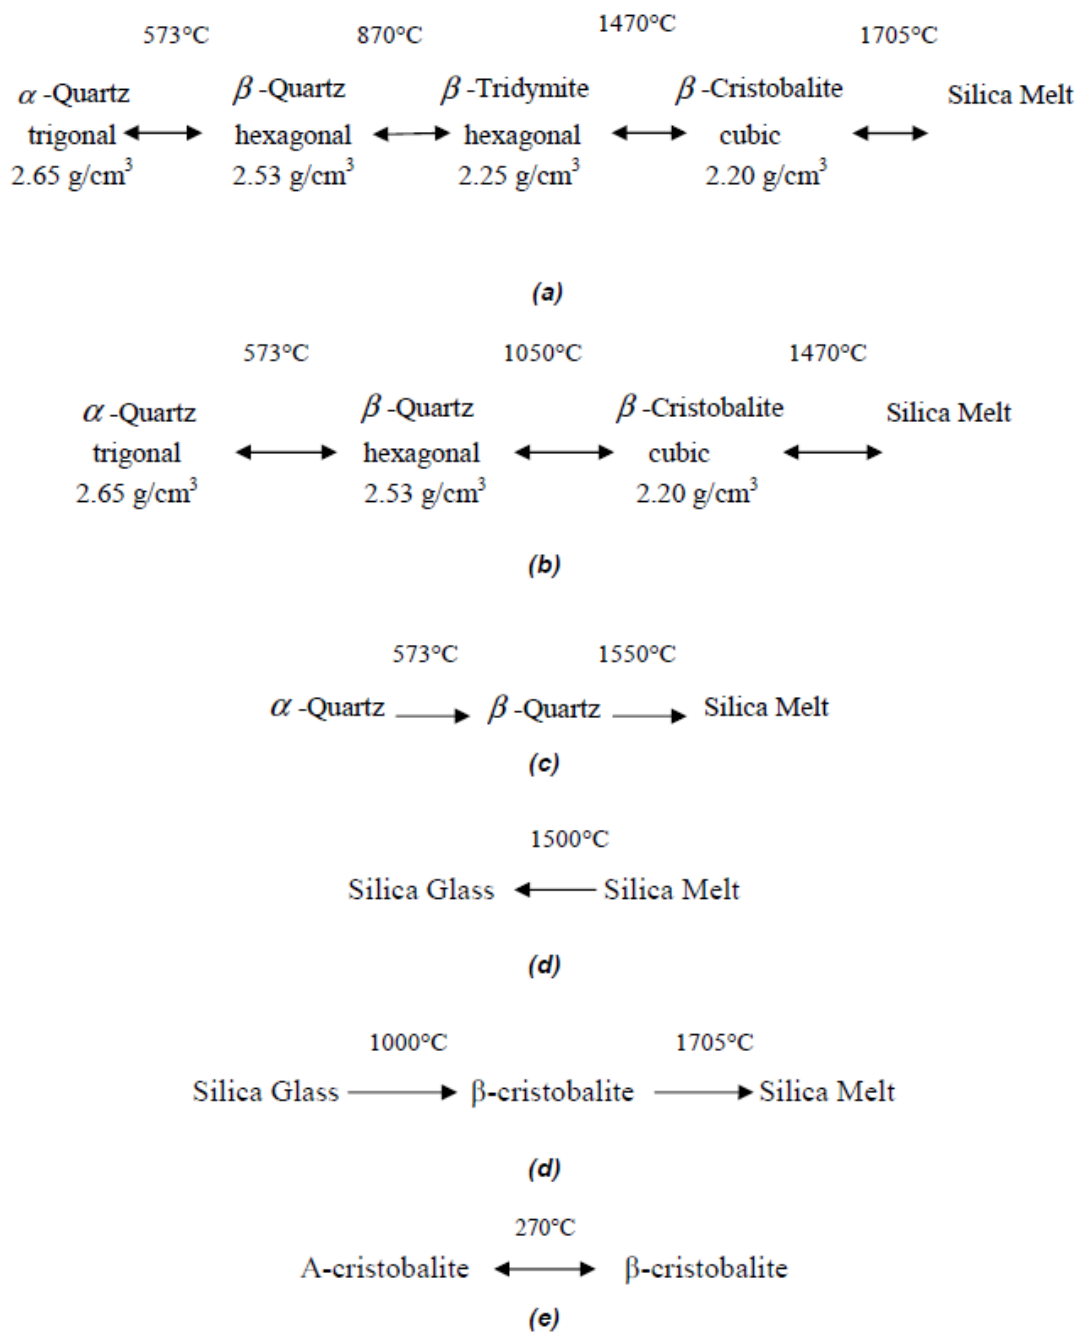 573°C 870°C 1470°C 1705°C
α -Quartz β -Quartz β -Tridymite β -Cristobalite Silica Melt
trigonal hexagonal hexagonal cubic
2.65 g/cm³ 2.53 g/cm³ 2.25 g/cm³ 2.20 g/cm³
(a)
573°C 1050°C 1470°C
α -Quartz β -Quartz β -Cristobalite Silica Melt
trigonal hexagonal cubic
2.65 g/cm³ 2.53 g/cm³ 2.20 g/cm³
(b)
573°C 1550°C
α -Quartz β -Quartz Silica Melt
(c)
1500°C
Silica Glass Silica Melt
(d)
1000°C 1705°C
Silica Glass β-cristobalite Silica Melt
(d)
270°C
A-cristobalite β-cristobalite
(e)